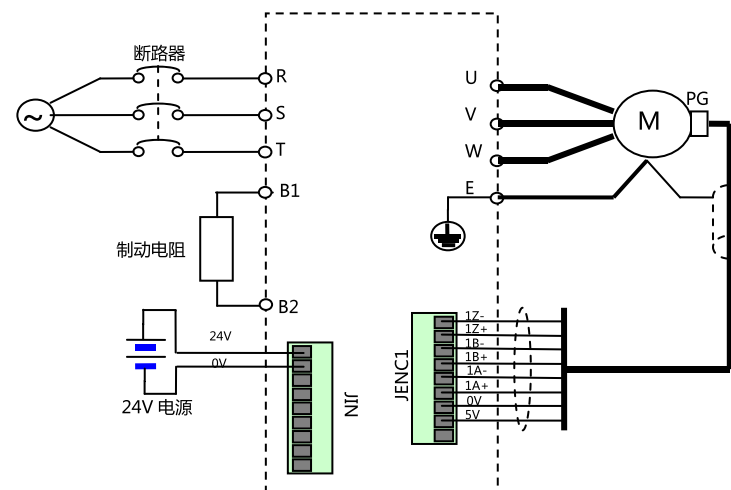 断路器
R
S
T
~
B1
制动电阻
B2
24V
0V
24V 电源
JIN
U
V
W
E
M
PG
JENC1
1Z-
1Z+
1B-
1B+
1A-
1A+
0V
5V